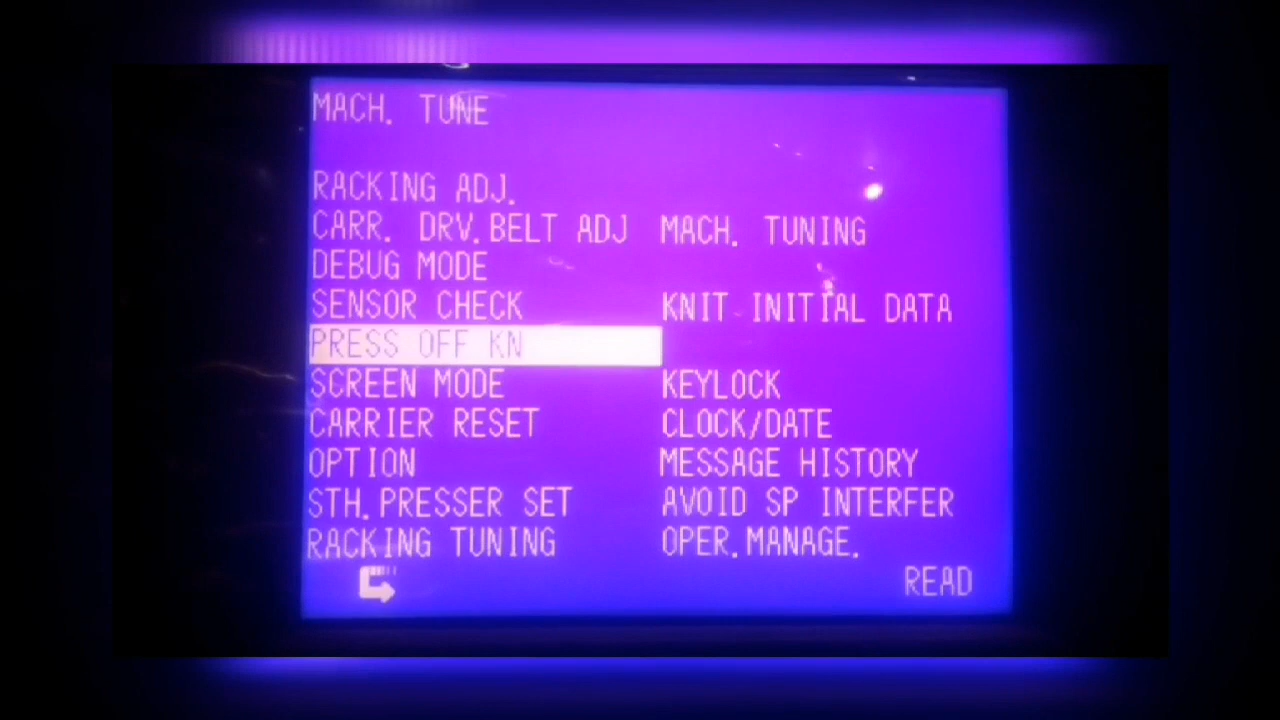 MACH. TUNE
RACKING ADJ.
CARR. DRV.BELT ADJ MACH. TUNING
DEBUG MODE
SENSOR CHECK KNIT INITIAL DATA
PRESS OFF KN
SCREEN MODE KEYLOCK
CARRIER RESET CLOCK/DATE
OPTION MESSAGE HISTORY
STH.PRESSER SET AVOID SP INTERFER
RACKING TUNING OPER.MANAGE.
READ